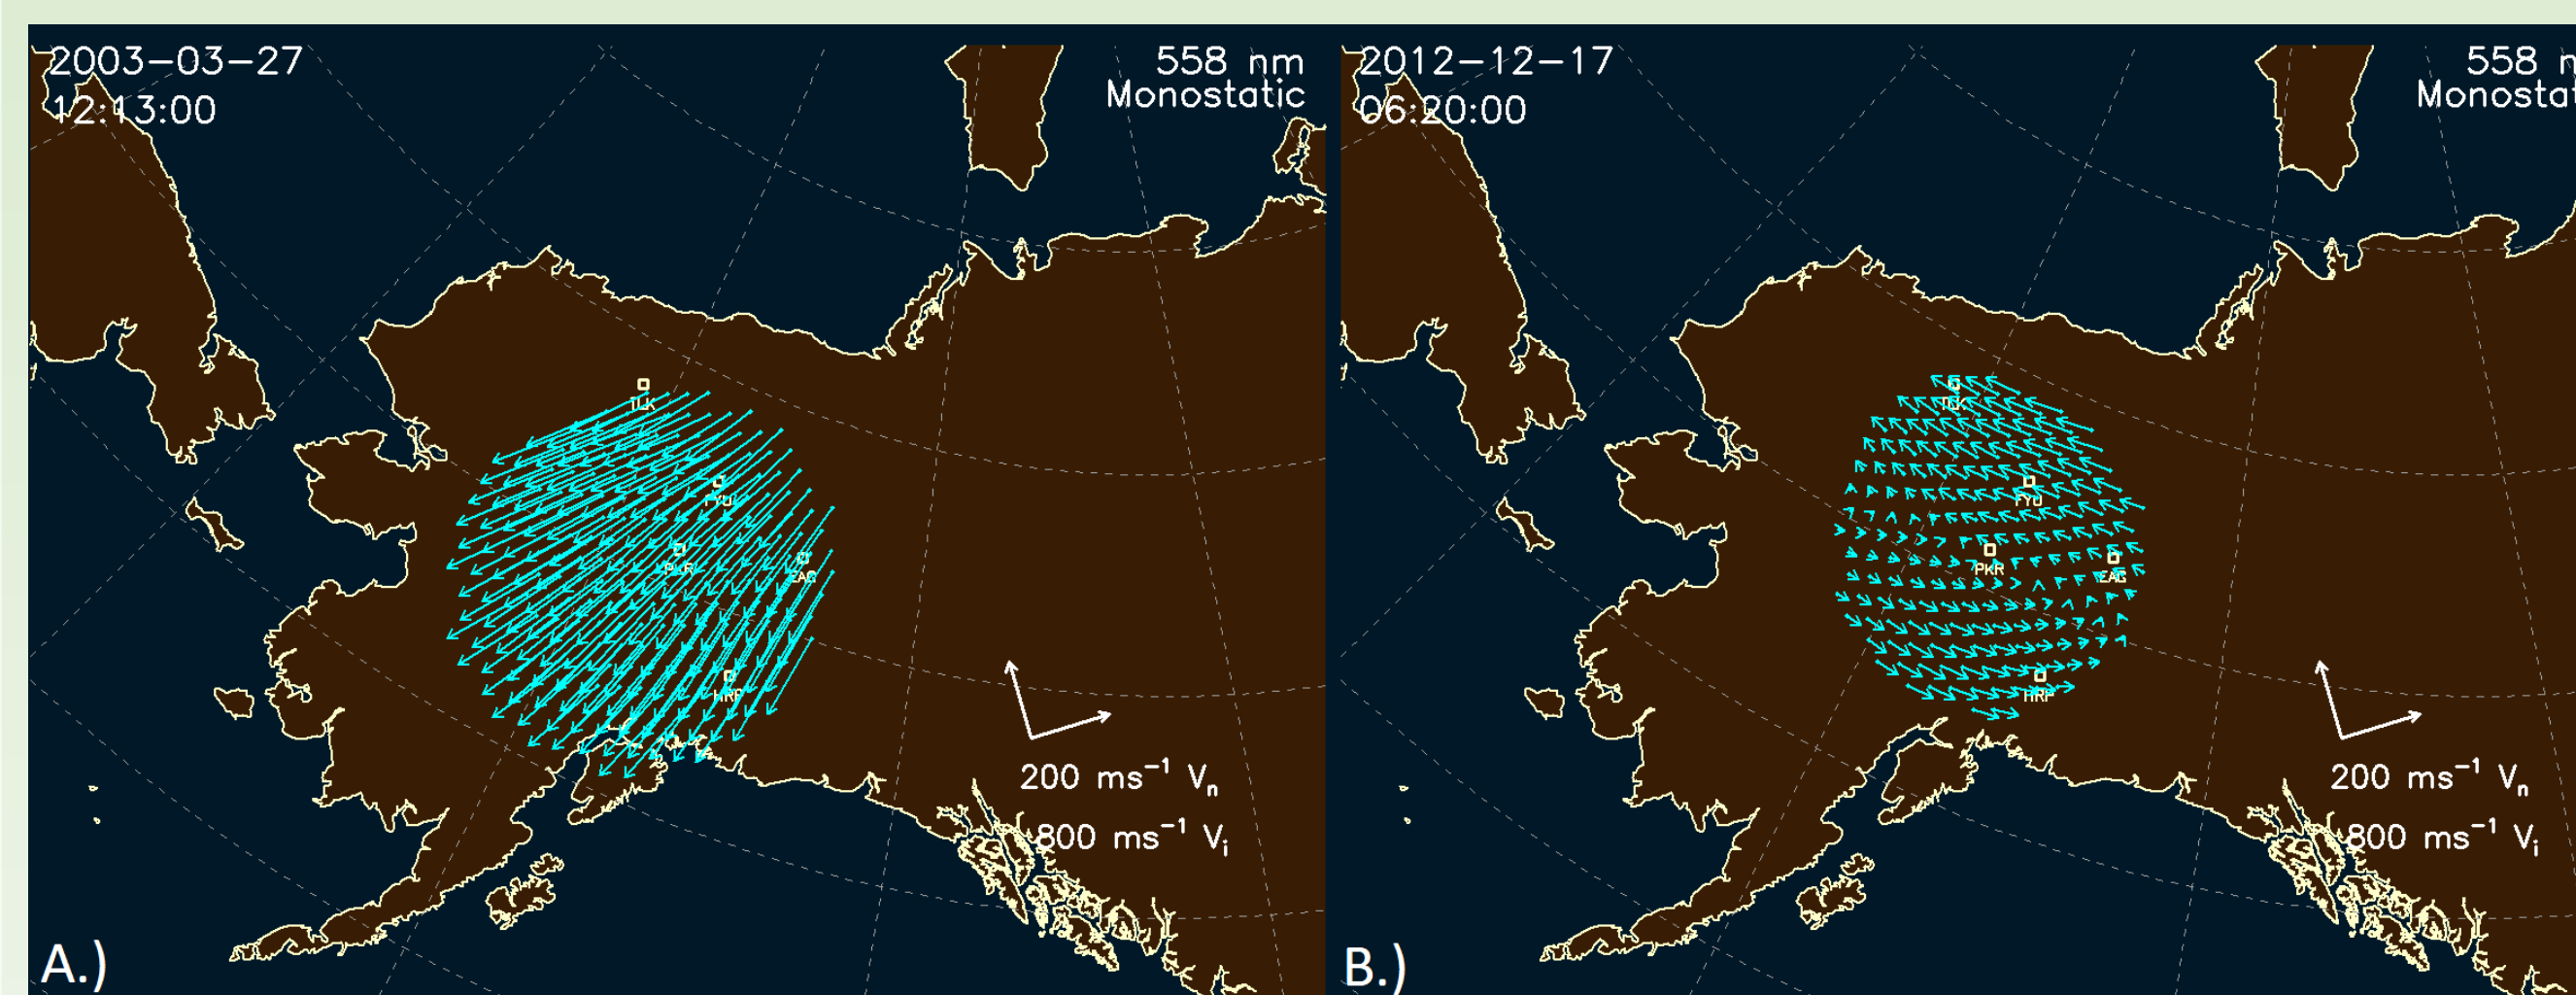 2003-03-27
12:13:00
558 nm
Monostatic
TLK
FYU
PKR
EAG
HRP
200 ms⁻¹ Vₙ
800 ms⁻¹ Vᵢ
A.)
2012-12-17
06:20:00
558 n
Monostat
TLK
FYU
PKR
EAG
HRP
200 ms⁻¹ Vₙ
800 ms⁻¹ Vᵢ
B.)